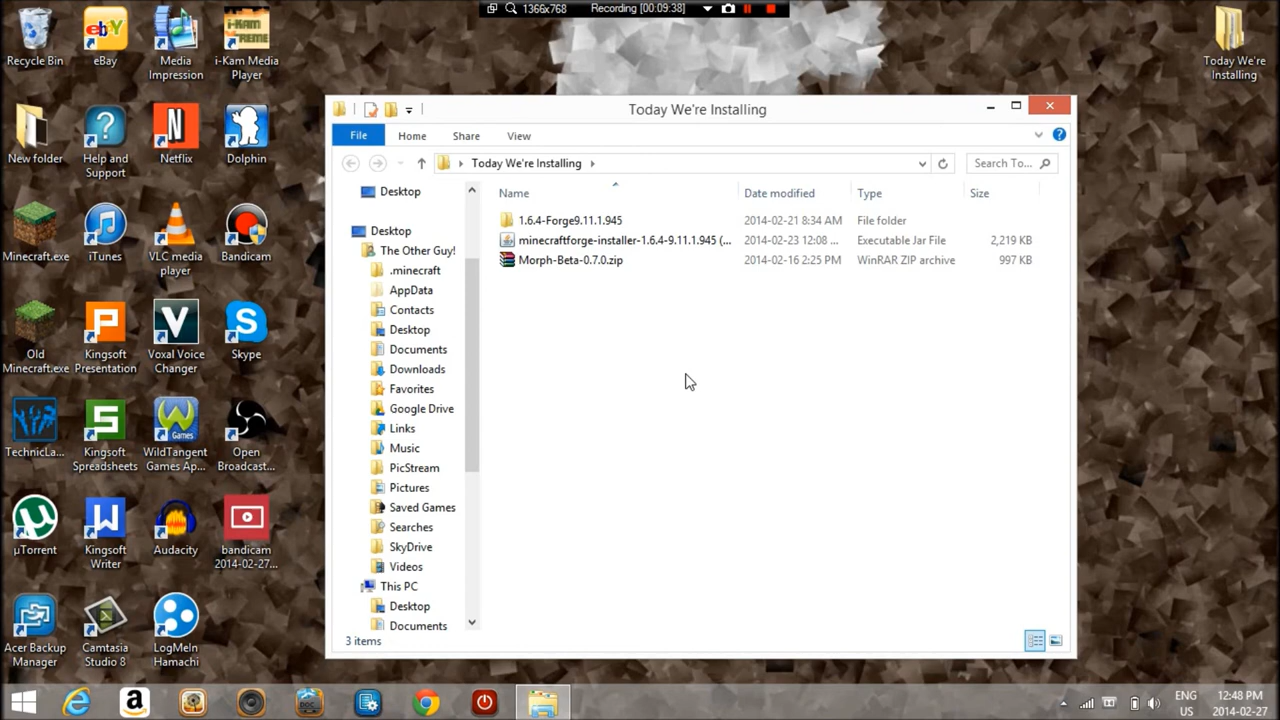 1366x768
Recording [00:09:38]
Recycle Bin
eBay
Media
Impression
i-Kam Media
Player
Today We're
Installing
New folder
Help and
Support
Netflix
Dolphin
Minecraft.exe
iTunes
VLC media
player
Bandicam
Old
Minecraft.exe
Kingsoft
Presentation
Voxal Voice
Changer
Skype
TechnicLa...
Kingsoft
Spreadsheets
WildTangent
Games Ap...
Open
Broadcast...
µTorrent
Kingsoft
Writer
Audacity
bandicam
2014-02-27...
Acer Backup
Manager
Camtasia
Studio 8
LogMeIn
Hamachi
Today We're Installing
File Home Share View
Today We're Installing
Search To...
Name Date modified Type Size
1.6.4-Forge9.11.1.945 2014-02-21 8:34 AM File folder
minecraftforge-installer-1.6.4-9.11.1.945 (... 2014-02-23 12:08 ... Executable Jar File 2,219 KB
Morph-Beta-0.7.0.zip 2014-02-16 2:25 PM WinRAR ZIP archive 997 KB
Desktop
Desktop
The Other Guy!
.minecraft
AppData
Contacts
Desktop
Documents
Downloads
Favorites
Google Drive
Links
Music
PicStream
Pictures
Saved Games
Searches
SkyDrive
Videos
This PC
Desktop
Documents
3 items
ENG
US
12:48 PM
2014-02-27